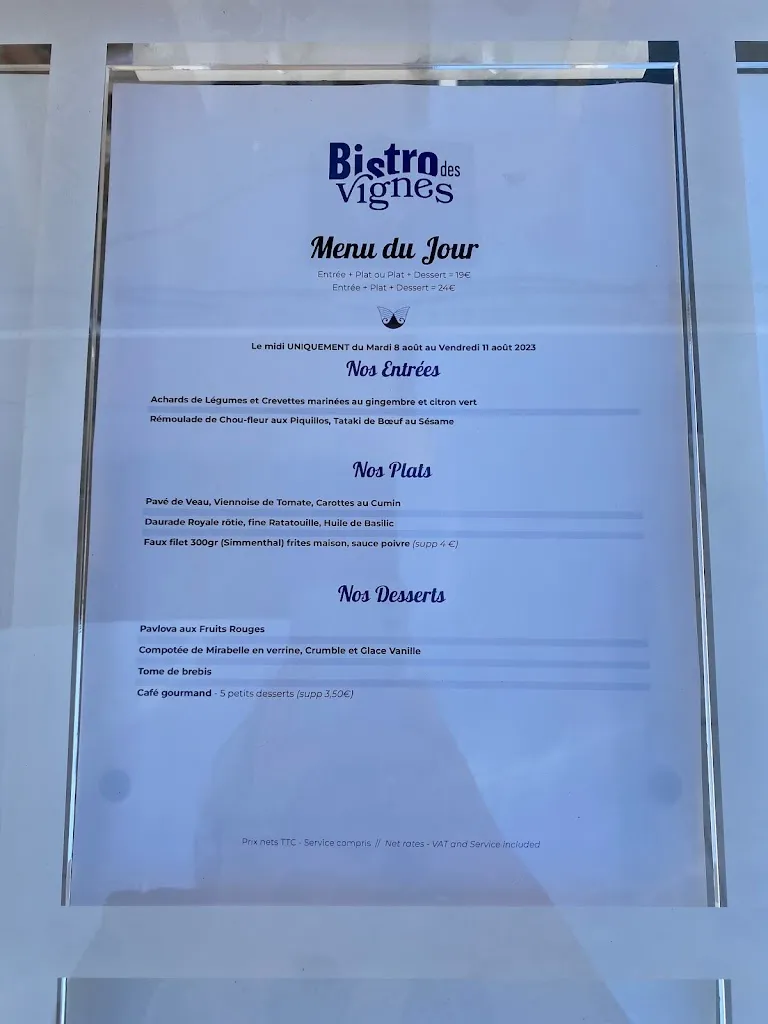 Bistro des
Vignes
Menu du Jour
Entrée + Plat ou Plat + Dessert = 19€
Entrée + Plat + Dessert = 24€
Le midi UNIQUEMENT du Mardi 8 août au Vendredi 11 août 2023
Nos Entrées
Achards de Légumes et Crevettes marinées au gingembre et citron vert
Rémoulade de Chou-fleur aux Piquillos, Tataki de Bœuf au Sésame
Nos Plats
Pavé de Veau, Viennoise de Tomate, Carottes au Cumin
Daurade Royale rôtie, fine Ratatouille, Huile de Basilic
Faux filet 300gr (Simmenthal) frites maison, sauce poivre (supp 4 €)
Nos Desserts
Pavlova aux Fruits Rouges
Compotée de Mirabelle en verrine, Crumble et Glace Vanille
Tome de brebis
Café gourmand - 5 petits desserts (supp 3,50€)
Prix nets TTC - Service compris // Net rates - VAT and Service included